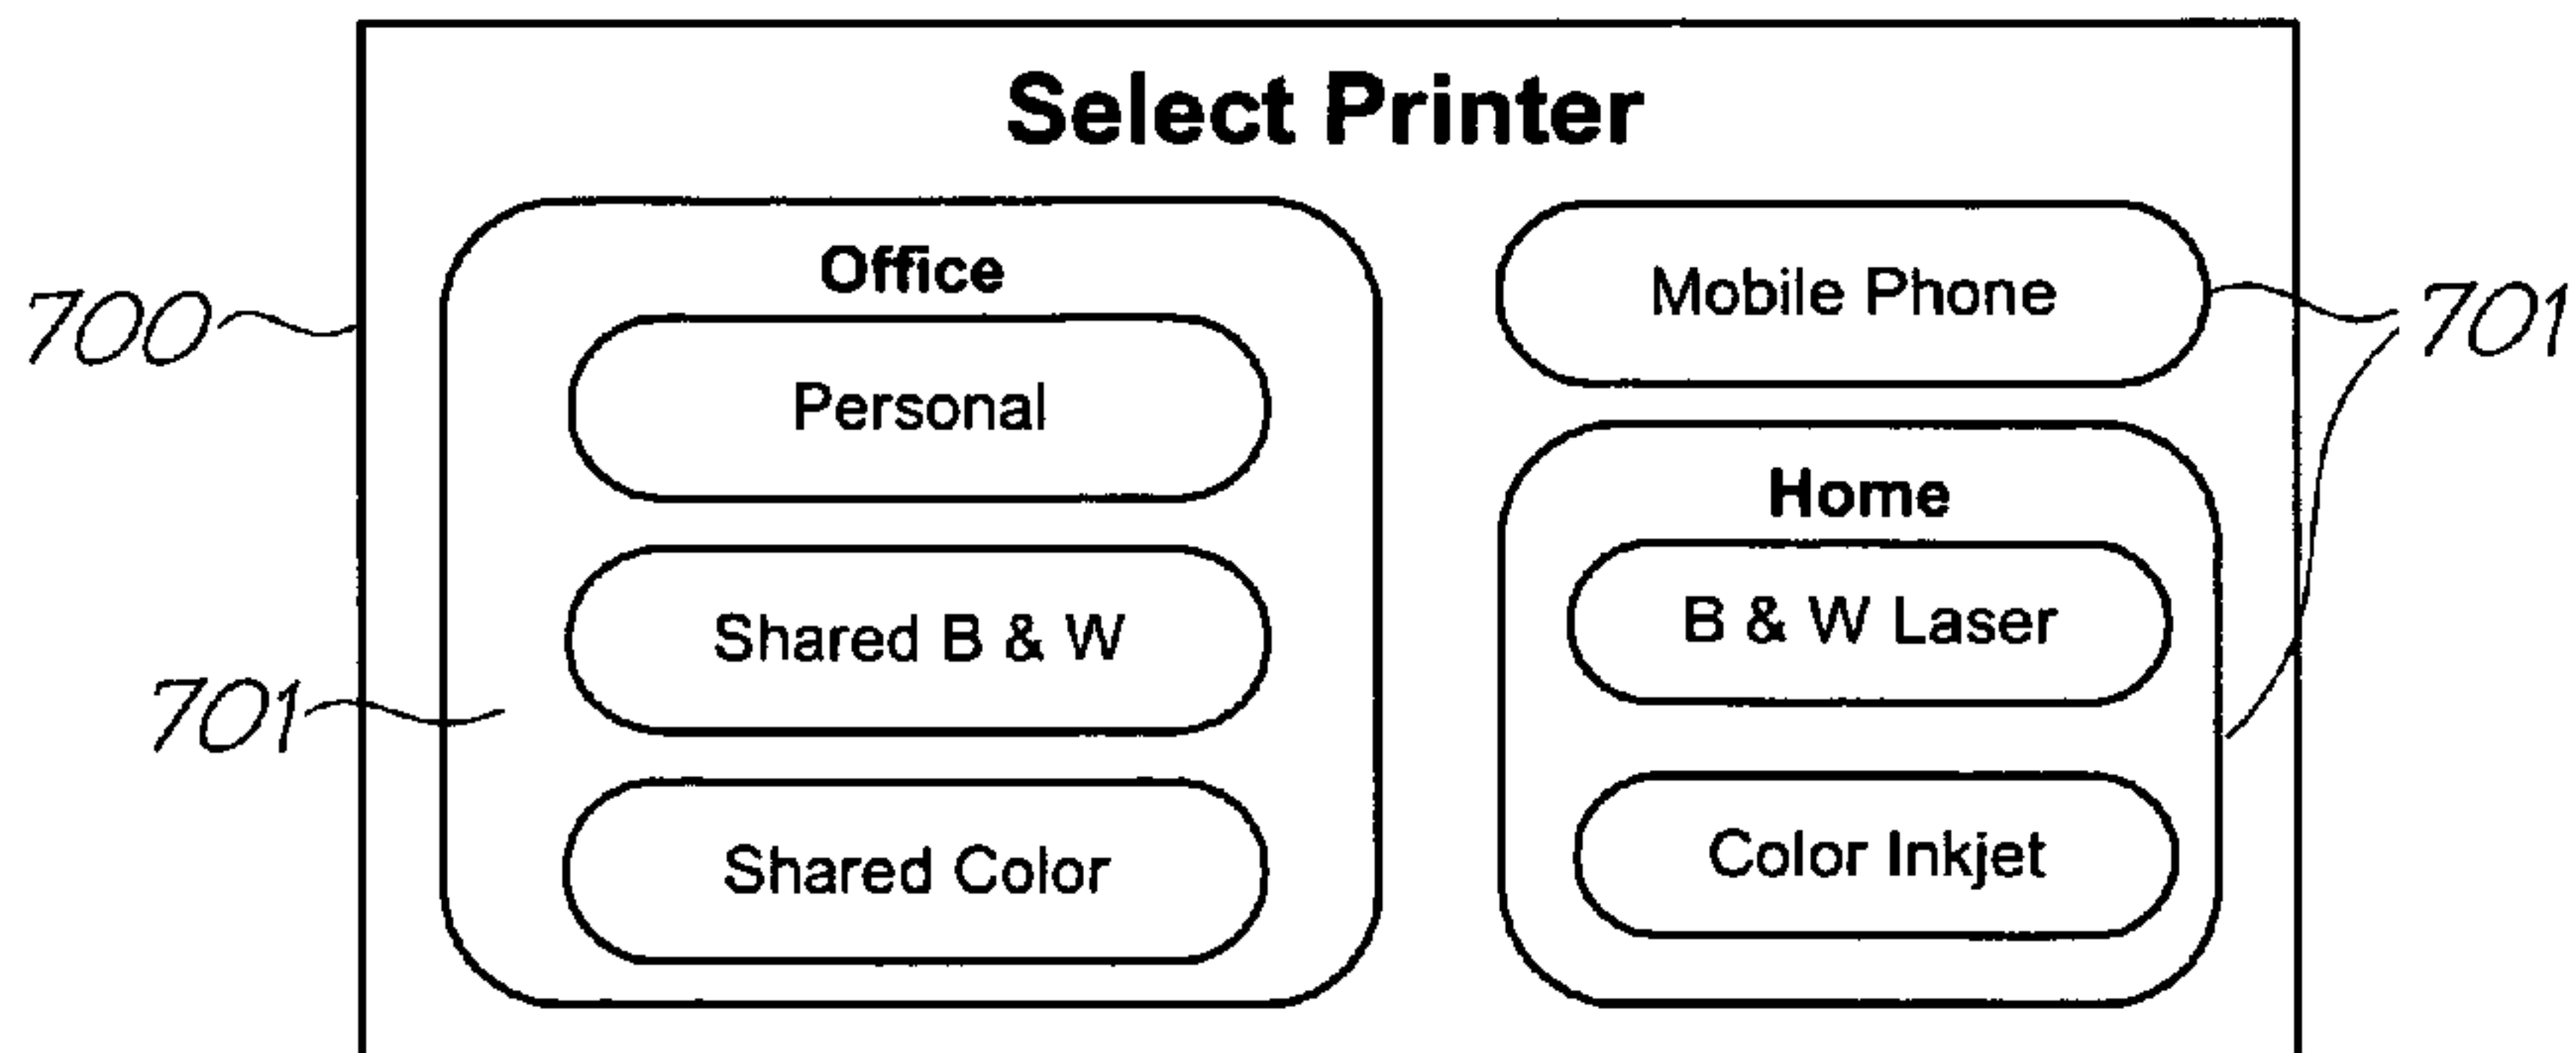 Select Printer
Office
Personal
Shared B & W
Shared Color
Mobile Phone
Home
B & W Laser
Color Inkjet
700
701
701